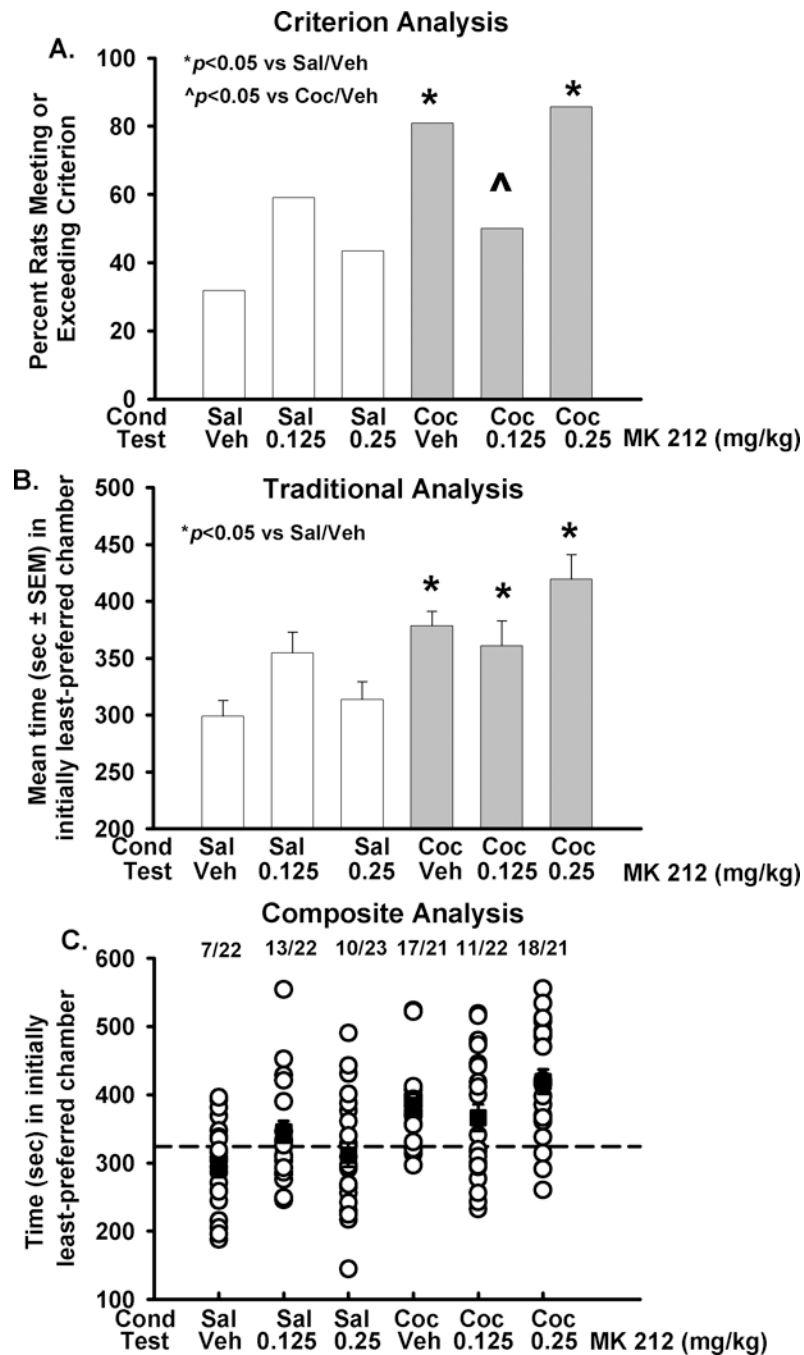 Criterion Analysis
A.
*p<0.05 vs Sal/Veh
^p<0.05 vs Coc/Veh
Percent Rats Meeting or
Exceeding Criterion
100
80
60
40
20
0
* ^ *
Cond Sal Sal Sal Coc Coc Coc
Test Veh 0.125 0.25 Veh 0.125 0.25 MK 212 (mg/kg)
B.
Traditional Analysis
*p<0.05 vs Sal/Veh
Mean time (sec ± SEM) in
initially least-preferred chamber
500
450
400
350
300
250
200
* * *
Cond Sal Sal Sal Coc Coc Coc
Test Veh 0.125 0.25 Veh 0.125 0.25 MK 212 (mg/kg)
Composite Analysis
C.
7/22 13/22 10/23 17/21 11/22 18/21
Time (sec) in initially
least-preferred chamber
600
500
400
300
200
100
Cond Sal Sal Sal Coc Coc Coc
Test Veh 0.125 0.25 Veh 0.125 0.25 MK 212 (mg/kg)